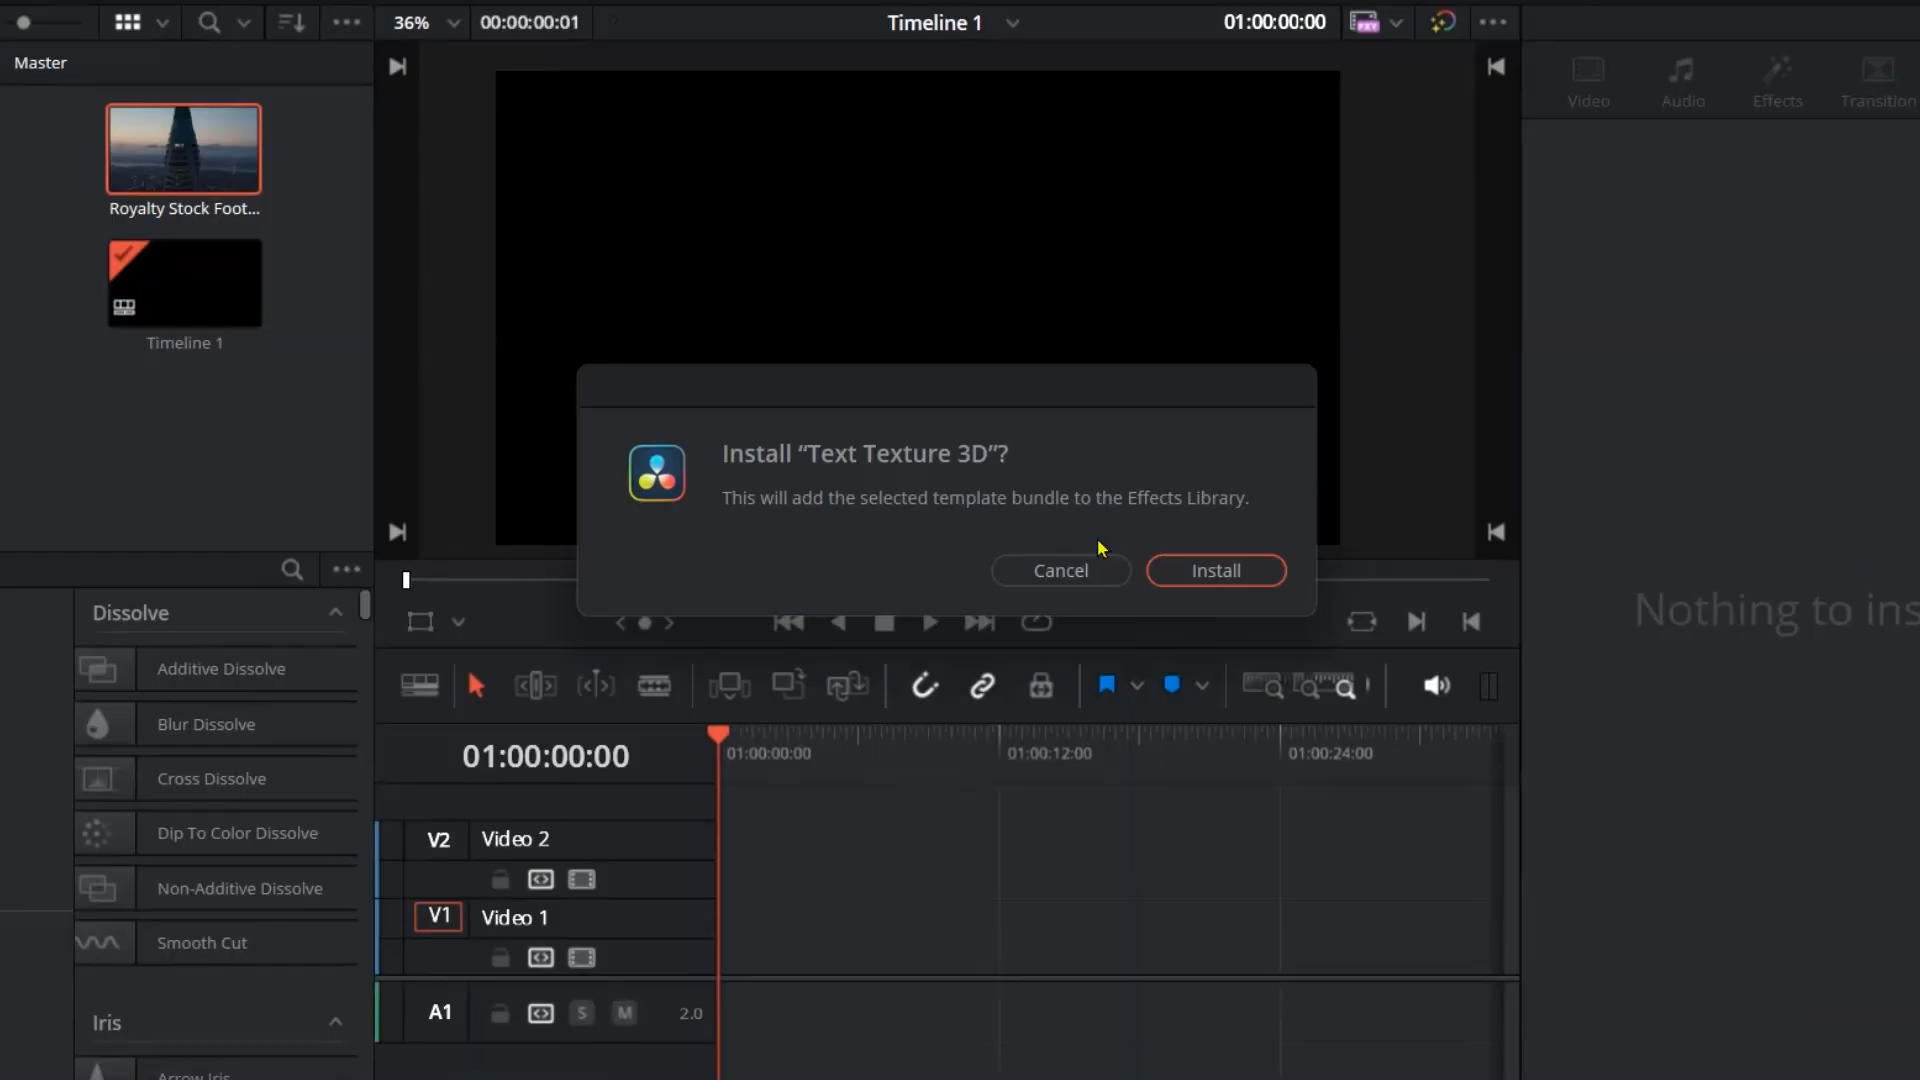 36%
00:00:00:01
Timeline 1
01:00:00:00
PXY
Master
Video
Audio
Effects
Transition
Royalty Stock Foot...
Timeline 1
Install “Text Texture 3D”?
This will add the selected template bundle to the Effects Library.
Cancel
Install
Nothing to ins
Dissolve
Additive Dissolve
Blur Dissolve
Cross Dissolve
Dip To Color Dissolve
Non-Additive Dissolve
Smooth Cut
Iris
Arrow Iris
01:00:00:00
01:00:00:00
01:00:12:00
01:00:24:00
V2 Video 2
V1 Video 1
A1 S M 2.0